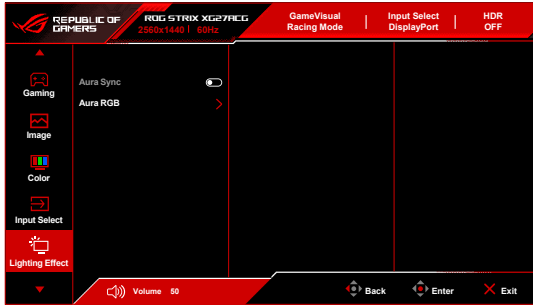 REPUBLIC OF
GAMERS
ROG STRIX XG27ACG
2560x1440 | 60Hz
GameVisual
Racing Mode
Input Select
DisplayPort
HDR
OFF
Gaming
Image
Color
Input Select
Lighting Effect
Aura Sync
Aura RGB
Volume 50
Back
Enter
Exit